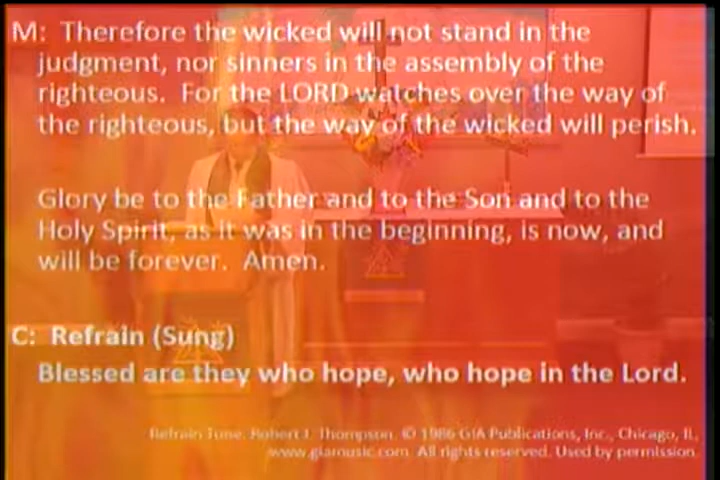 M: Therefore the wicked will not stand in the
judgment, nor sinners in the assembly of the
righteous. For the LORD watches over the way of
the righteous, but the way of the wicked will perish.
Glory be to the Father and to the Son and to the
Holy Spirit, as it was in the beginning, is now, and
will be forever. Amen.
C: Refrain (Sung)
Blessed are they who hope, who hope in the Lord.
Refrain Tune: Robert J. Thompson. © 1986 GIA Publications, Inc., Chicago, IL,
www.giamusic.com. All rights reserved. Used by permission.